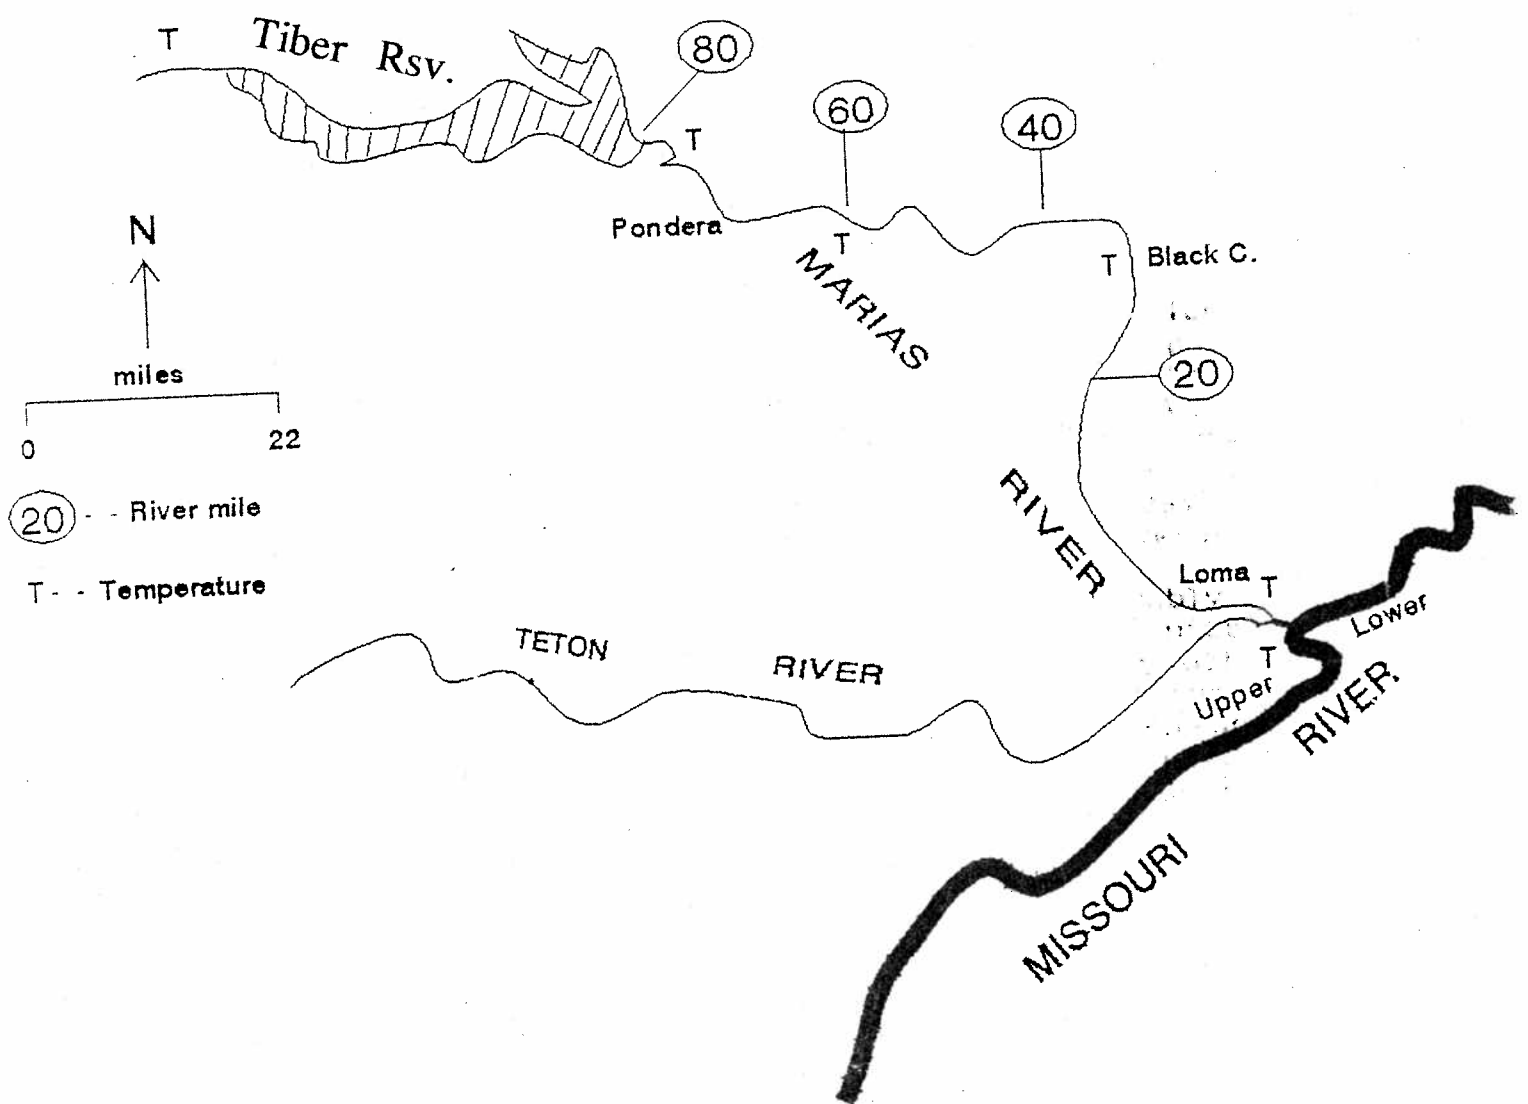 T
Tiber Rsv.
80
60
40
T
N
Pondera
T
T
Black C.
MARIAS
miles
0
22
20
20 - - River mile
T - - Temperature
RIVER
Loma T
Lower
TETON RIVER
T
Upper
RIVER
MISSOURI